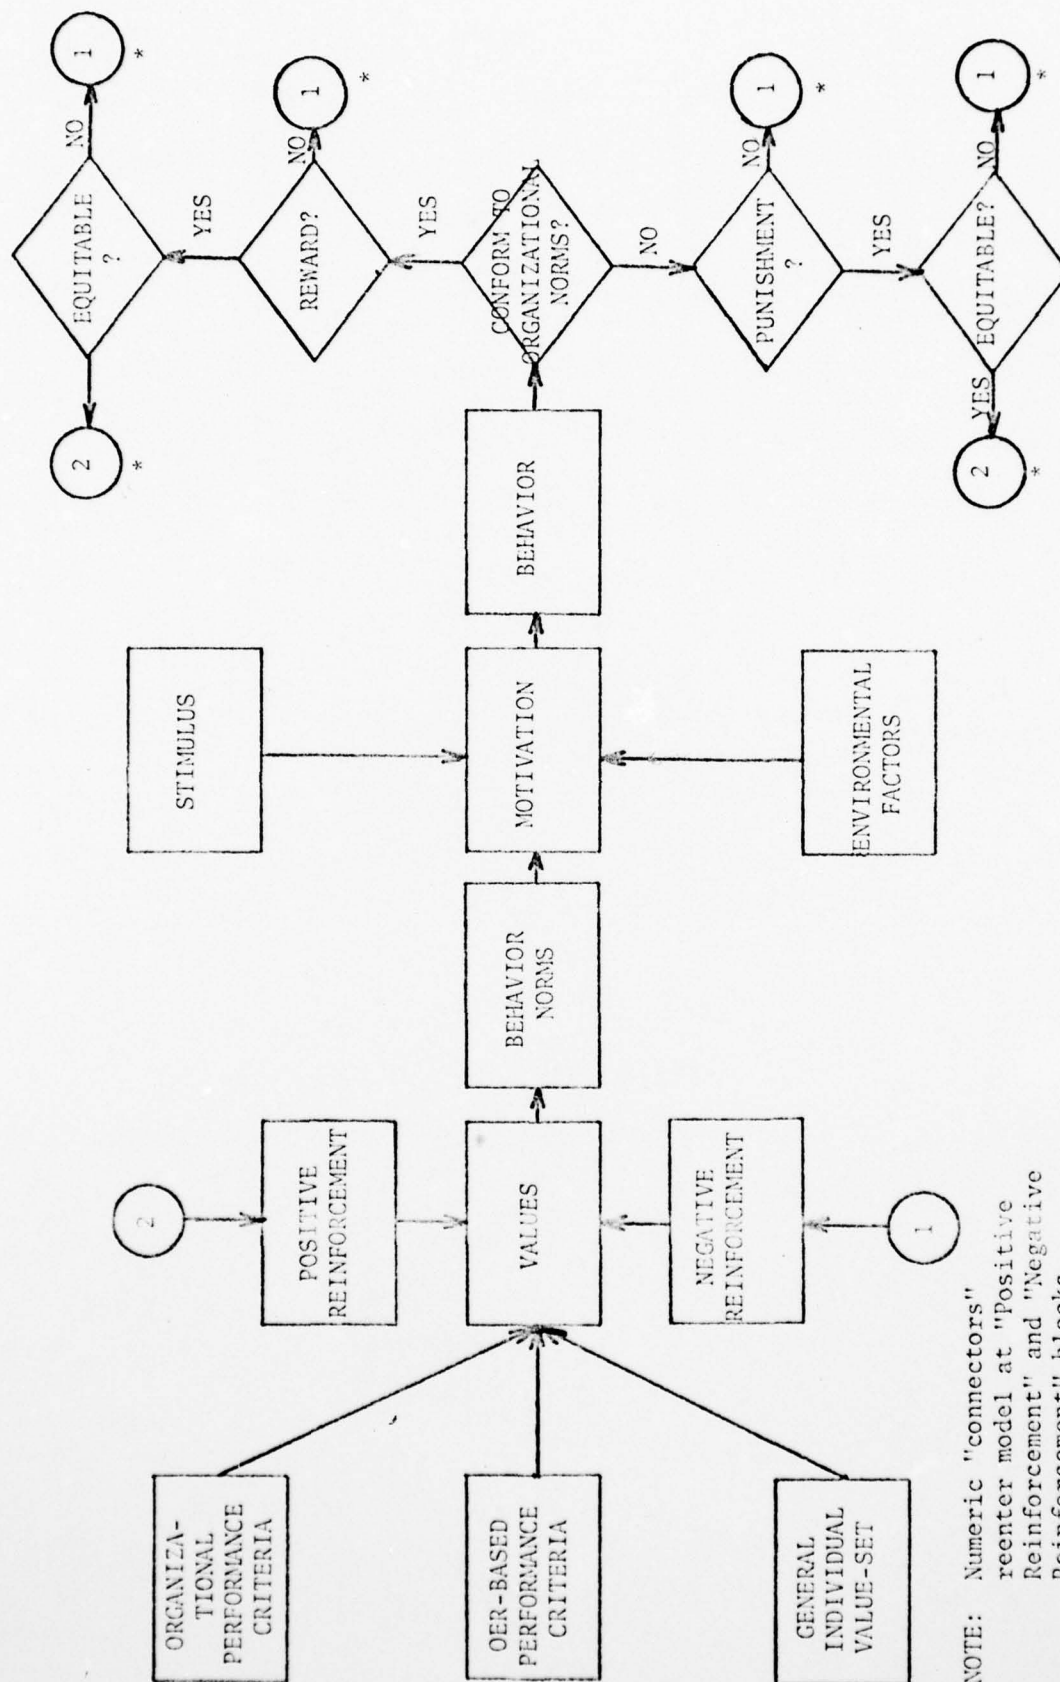 ORGANIZA-
TIONAL
PERFORMANCE
CRITERIA
OER-BASED
PERFORMANCE
CRITERIA
GENERAL
INDIVIDUAL
VALUE-SET
2
POSITIVE
REINFORCEMENT
VALUES
NEGATIVE
REINFORCEMENT
1
BEHAVIOR
NORMS
STIMULUS
MOTIVATION
ENVIRONMENTAL
FACTORS
BEHAVIOR
2
*
EQUITABLE
?
NO
1
*
YES
REWARD?
NO
1
*
YES
CONFORM TO
ORGANIZATIONAL
NORMS?
NO
PUNISHMENT
?
NO
1
*
YES
EQUITABLE?
NO
1
*
YES
2
*
NOTE: Numeric "connectors"
reenter model at "Positive
Reinforcement" and "Negative
Reinforcement" blocks